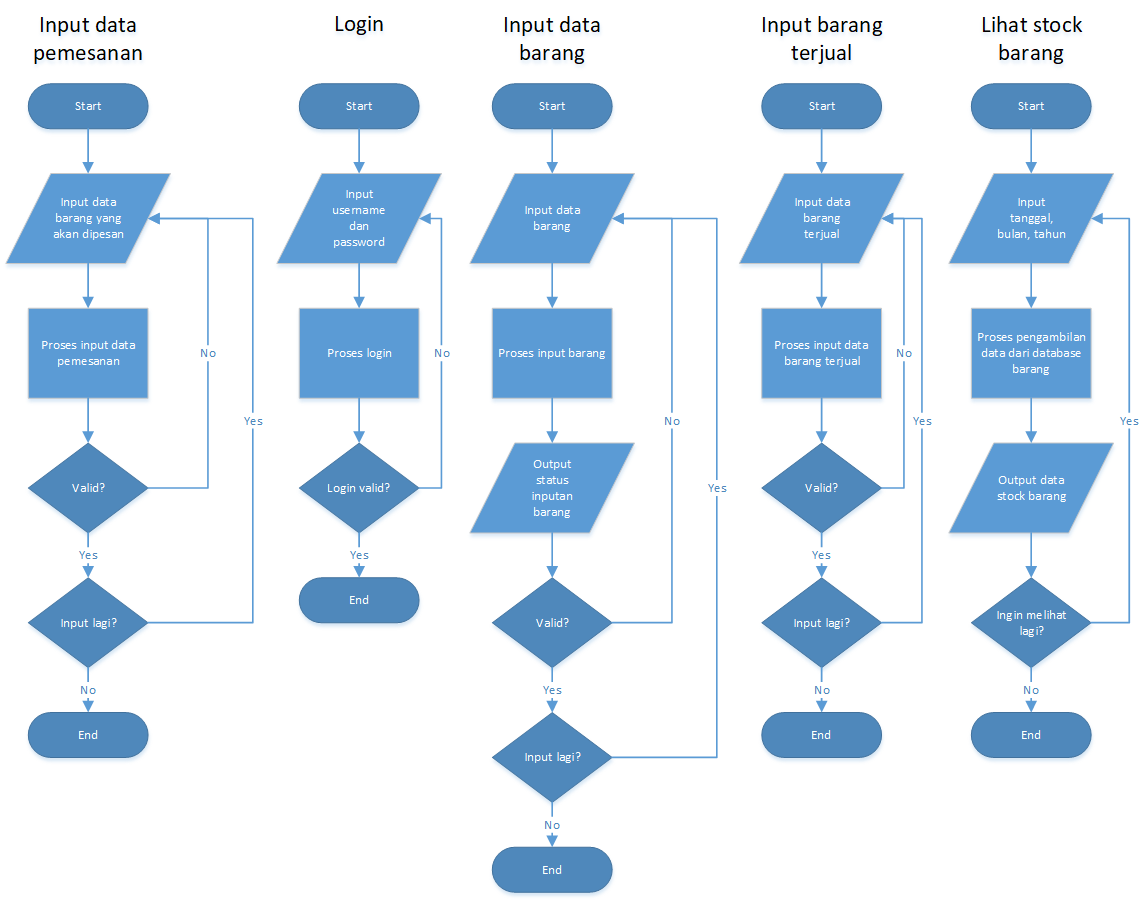 Input data
pemesanan
Start
Input data
barang yang
akan dipesan
Proses input data
pemesanan
No
Yes
Valid?
Yes
Input lagi?
No
End
Login
Start
Input
username
dan
password
Proses login
No
Login valid?
Yes
End
Input data
barang
Start
Input data
barang
Proses input barang
No
Output
status
inputan
barang
Yes
Valid?
Yes
Input lagi?
No
End
Input barang
terjual
Start
Input data
barang
terjual
Proses input data
barang terjual
No
Yes
Valid?
Yes
Input lagi?
No
End
Lihat stock
barang
Start
Input
tanggal,
bulan, tahun
Proses pengambilan
data dari database
barang
Yes
Output data
stock barang
Ingin melihat
lagi?
No
End